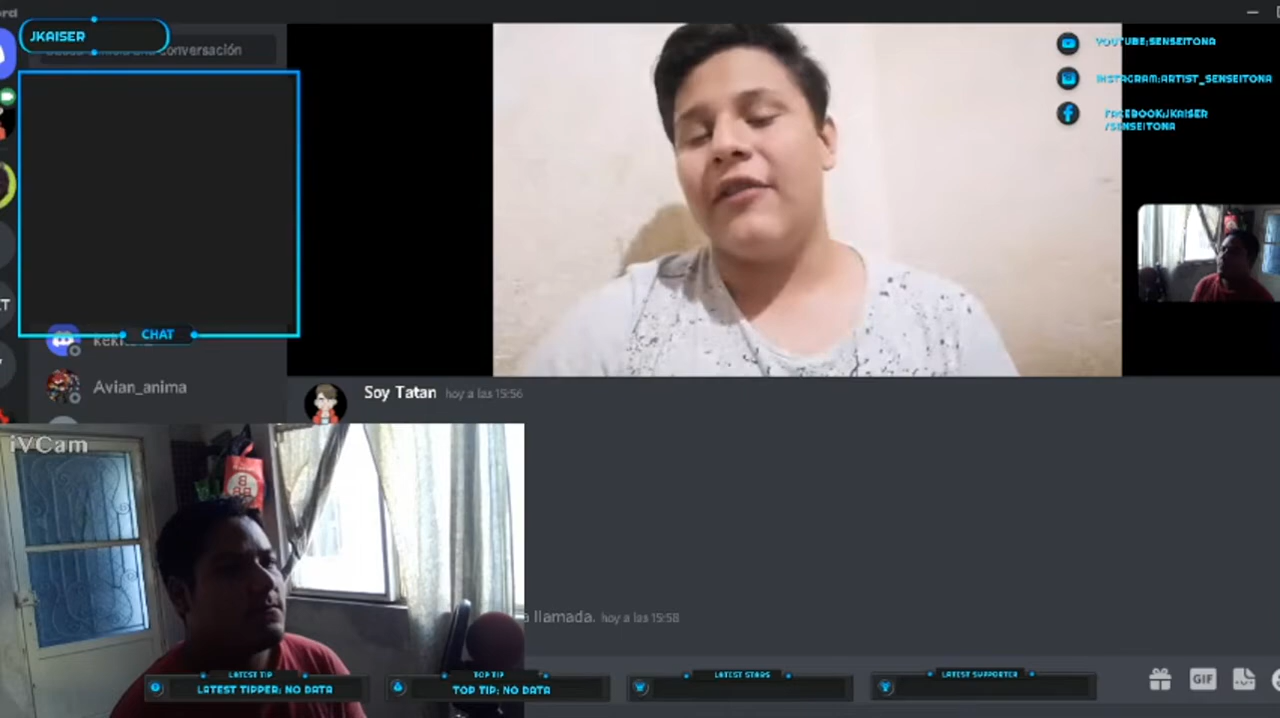 JKAISER
conversación
YOUTUBE:SENSEITONA
INSTAGRAM:ARTIST_SENSEITONA
FACEBOOK:JKAISER
/SENSEITONA
CHAT
Avian_anima
Soy Tatan hoy a las 15:56
iVCam
llamada. hoy a las 15:58
LATEST TIP
LATEST TIPPER: NO DATA
TOP TIP
TOP TIP: NO DATA
LATEST STARS
LATEST SUPPORTER
GIF